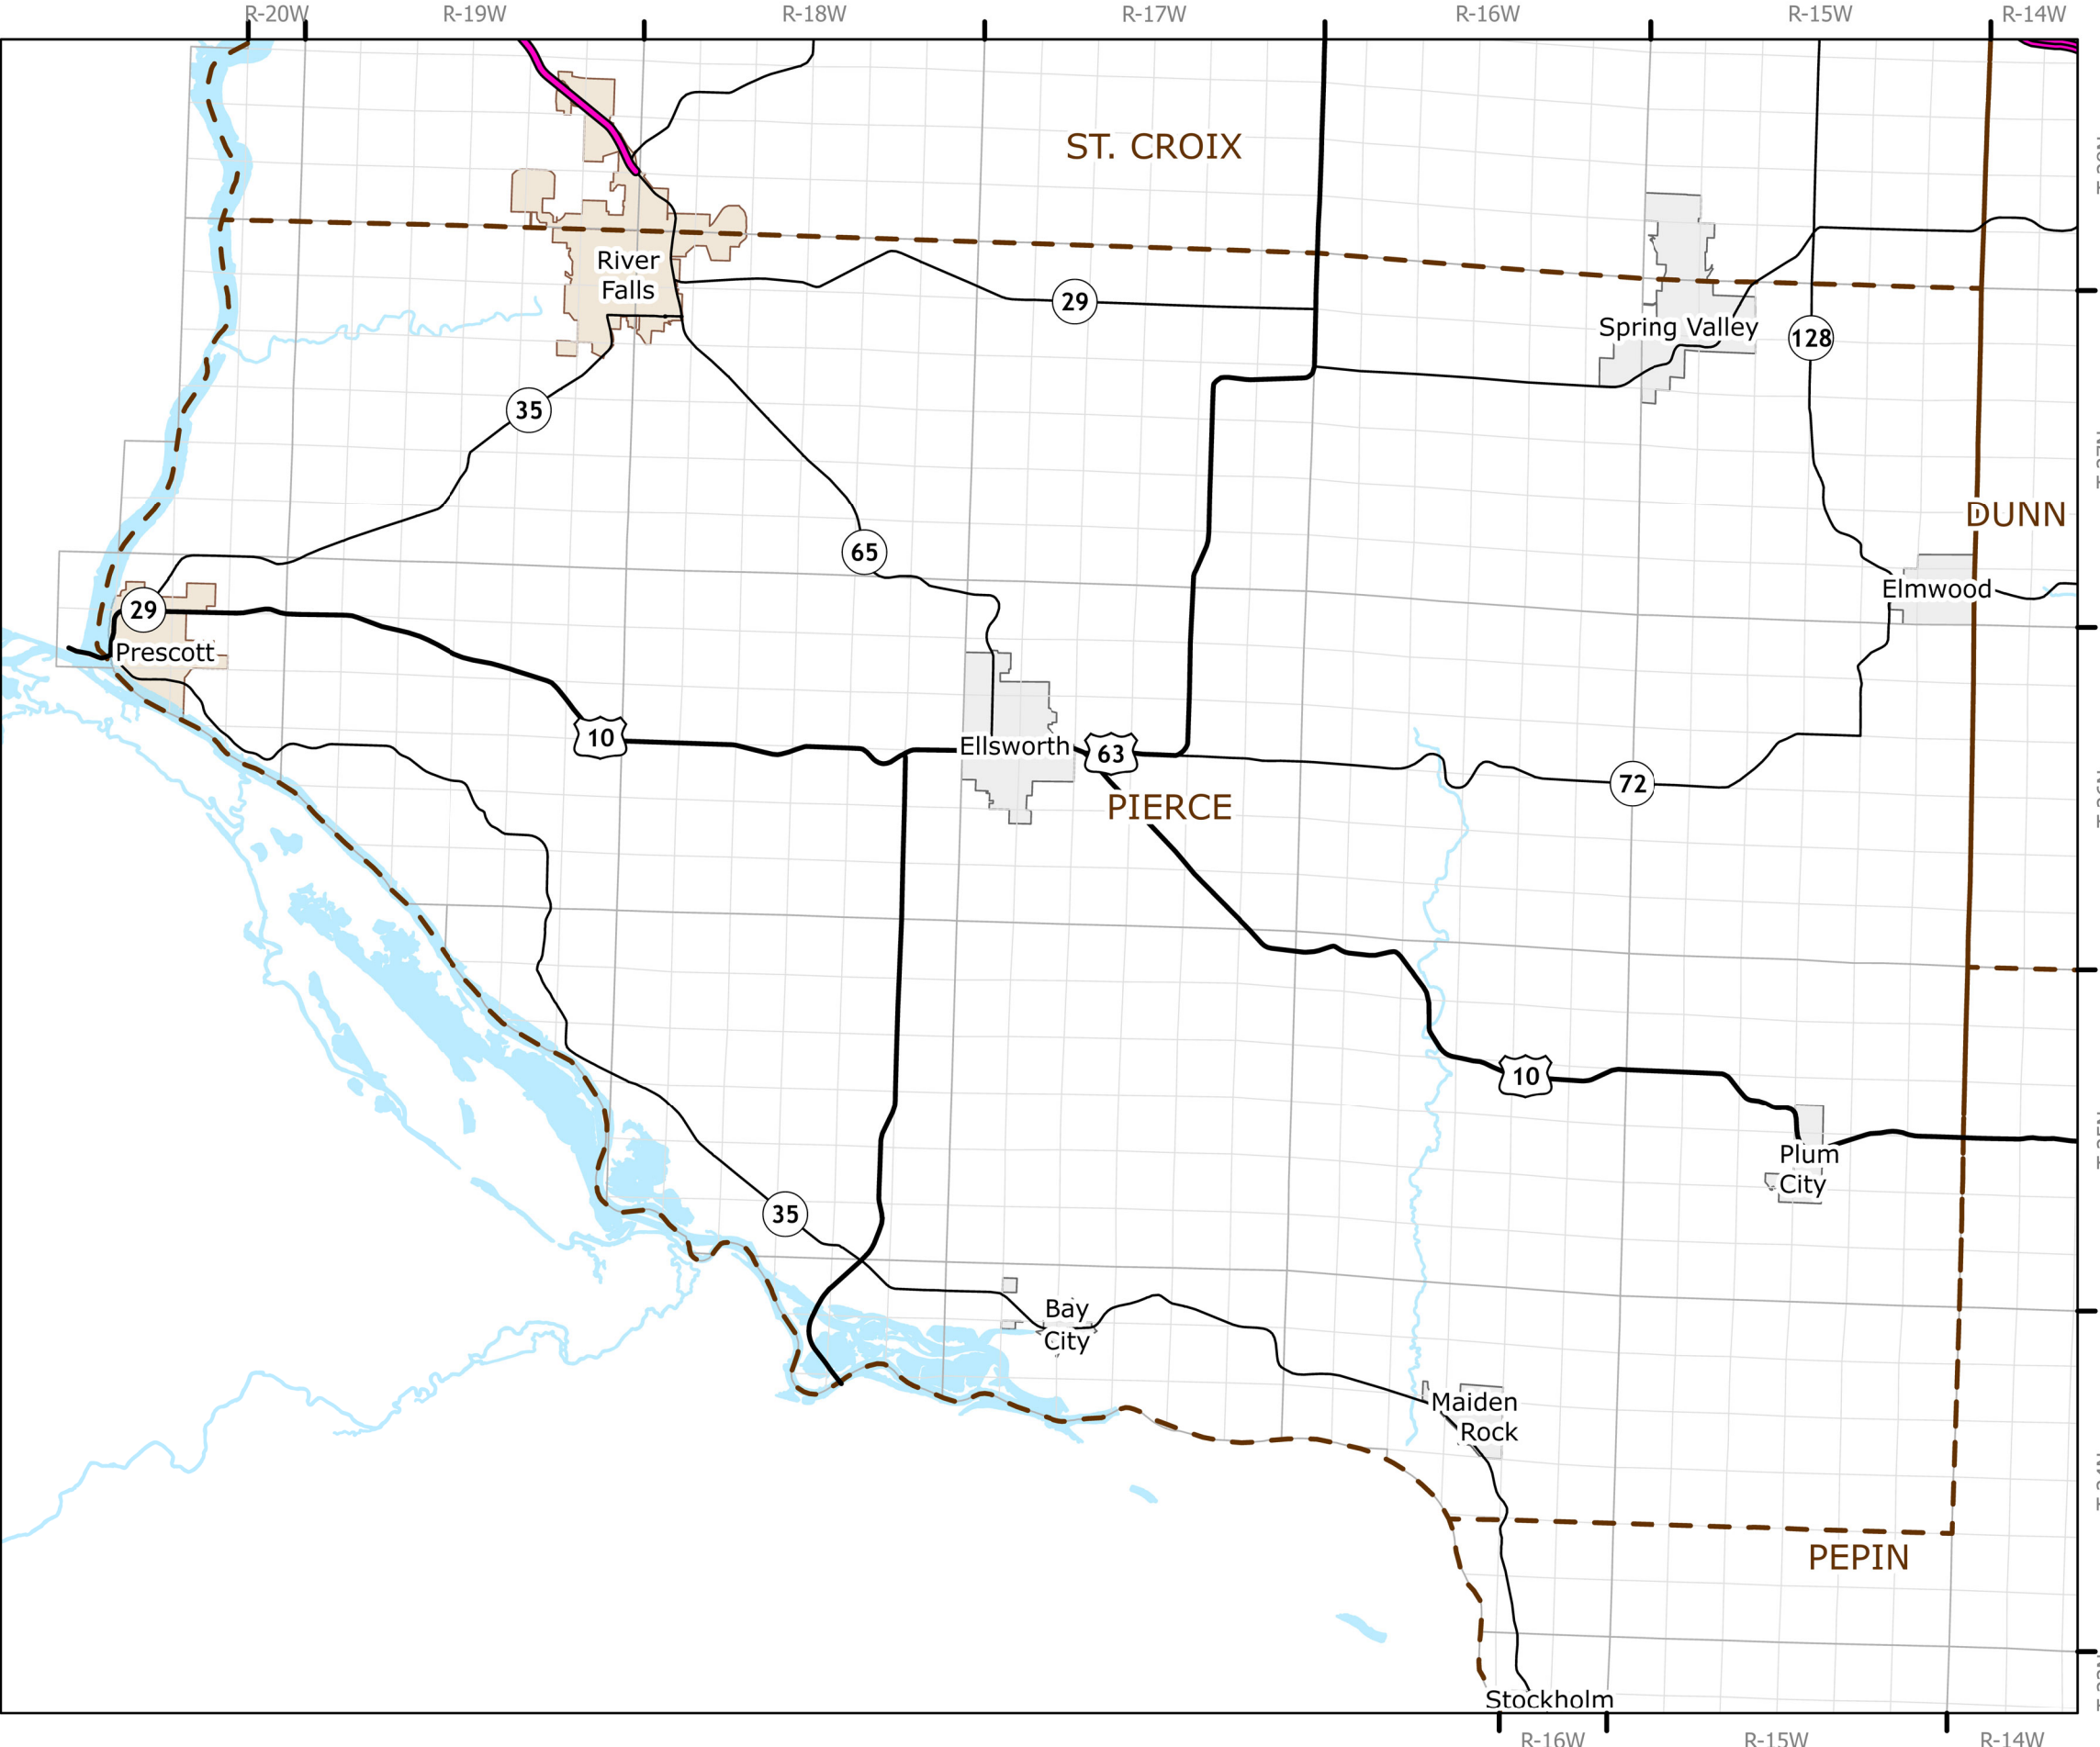 R-20W
R-19W
R-18W
R-17W
R-16W
R-15W
R-14W
ST. CROIX
River
Falls
29
Spring Valley
128
35
DUNN
65
Elmwood
29
Prescott
10
Ellsworth
63
72
PIERCE
10
Plum
City
35
Bay
City
Maiden
Rock
PEPIN
Stockholm
R-16W
R-15W
R-14W